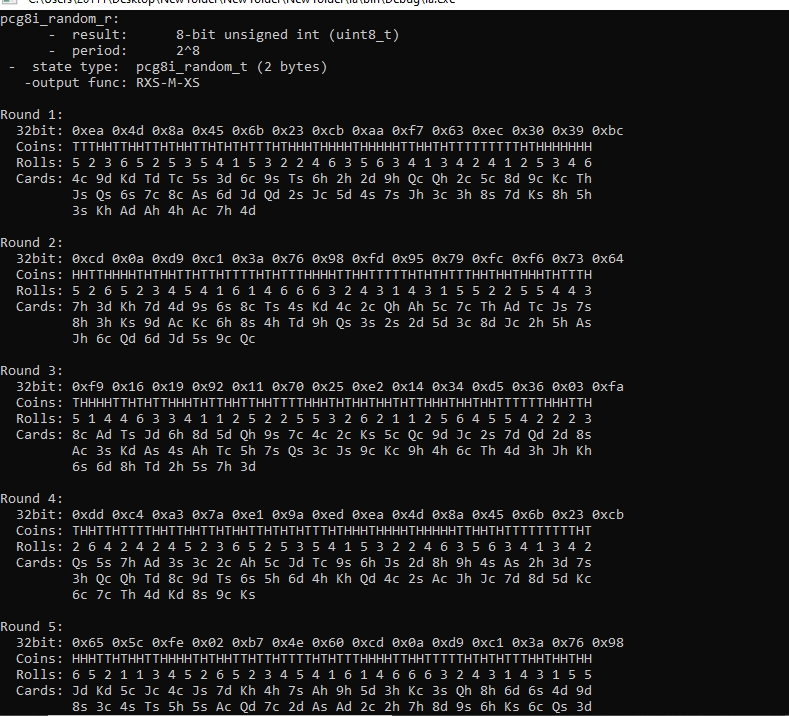 pcg8i_random_r:
- result: 8-bit unsigned int (uint8_t)
- period: 2^8
- state type: pcg8i_random_t (2 bytes)
-output func: RXS-M-XS
Round 1:
32bit: 0xea 0x4d 0x8a 0x45 0x6b 0x23 0xcb 0xaa 0xf7 0x63 0xec 0x30 0x39 0xbc
Coins: TTTHHTTHHTTHTHHTTHTHTHTHTTTHTHHHTHHHHTHHHHHTTHHTHTTTTTTTTTHTHHHHHHH
Rolls: 5 2 3 6 5 2 5 3 5 4 1 5 3 2 2 4 6 3 5 6 3 4 1 3 4 2 4 1 2 5 3 4 6
Cards: 4c 9d Kd Td Tc 5s 3d 6c 9s Ts 6h 2h 2d 9h Qc Qh 2c 5c 8d 9c Kc Th
Js Qs 6s 7c 8c As 6d Jd Qd 2s Jc 5d 4s 7s Jh 3c 3h 8s 7d Ks 8h 5h
3s Kh Ad Ah 4h Ac 7h 4d
Round 2:
32bit: 0xcd 0x0a 0xd9 0xc1 0x3a 0x76 0x98 0xfd 0x95 0x79 0xfc 0xf6 0x73 0x64
Coins: HHTTHHHHTHTHHTTHTTHTTTTHTHTTTHHHHTTHHTTTTTHTHTHTTTHHTHHTHHHTHTTTH
Rolls: 5 2 6 5 2 3 4 5 4 1 6 1 4 6 6 6 3 2 4 3 1 4 3 1 5 5 2 2 5 5 4 4 3
Cards: 7h 3d Kh 7d 4d 9s 6s 8c Ts 4s Kd 4c 2c Qh Ah 5c 7c Th Ad Tc Js 7s
8h 3h Ks 9d Ac Kc 6h 8s 4h Td 9h Qs 3s 2s 2d 5d 3c 8d Jc 2h 5h As
Jh 6c Qd 6d Jd 5s 9c Qc
Round 3:
32bit: 0xf9 0x16 0x19 0x92 0x11 0x70 0x25 0xe2 0x14 0x34 0xd5 0x36 0x03 0xfa
Coins: THHHHTTHTHTTHHHTHTTHHTTHHTTTTHHHTHTHHTHHTHTTHHTHHTHHTTTTTTHHHTTH
Rolls: 5 1 4 4 6 3 3 4 1 1 2 5 2 2 5 5 3 2 6 2 1 1 2 5 6 4 5 5 4 2 2 2 3
Cards: 8c Ad Ts Jd 6h 8d 5d Qh 9s 7c 4c 2c Ks 5c Qc 9d Jc 2s 7d Qd 2d 8s
Ac 3s Kd As 4s Ah Tc 5h 7s Qs 3c Js 9c Kc 9h 4h 6c Th 4d 3h Jh Kh
6s 6d 8h Td 2h 5s 7h 3d
Round 4:
32bit: 0xdd 0xc4 0xa3 0x7a 0xe1 0x9a 0xed 0xea 0x4d 0x8a 0x45 0x6b 0x23 0xcb
Coins: THHTTHTTTTHHTTHHTTHTHHTTHTHTHTTTHTHHHTHHHHTHHHHHTTHHTHTTTTTTTTTHT
Rolls: 2 6 4 2 4 2 4 5 2 3 6 5 2 5 3 5 4 1 5 3 2 2 4 6 3 5 6 3 4 1 3 4 2
Cards: Qs 5s 7h Ad 3s 3c 2c Ah 5c Jd Tc 9s 6h Js 2d 8h 9h 4s As 2h 3d 7s
3h Qc Qh Td 8c 9d Ts 6s 5h 6d 4h Kh Qd 4c 2s Ac Jh Jc 7d 8d 5d Kc
6c 7c Th 4d Kd 8s 9c Ks
Round 5:
32bit: 0x65 0x5c 0xfe 0x02 0xb7 0x4e 0x60 0xcd 0x0a 0xd9 0xc1 0x3a 0x76 0x98
Coins: HHHTTHTHHTTHHHHTHTHHTTHTTHTTTTHTHTTTHHHHTTHHTTTTTHTHTHTTTHHTHHTHH
Rolls: 6 5 2 1 1 3 4 5 2 6 5 2 3 4 5 4 1 6 1 4 6 6 6 3 2 4 3 1 4 3 1 5 5
Cards: Jd Kd 5c Jc 4c Js 7d Kh 4h 7s Ah 9h 5d 3h Kc 3s Qh 8h 6d 6s 4d 9d
8s 3c 4s Ts 5h 5s Ac Qd 7c 2d As Ad 2c 2h 7h 8d 9s 6h Ks 6c Qs 3d